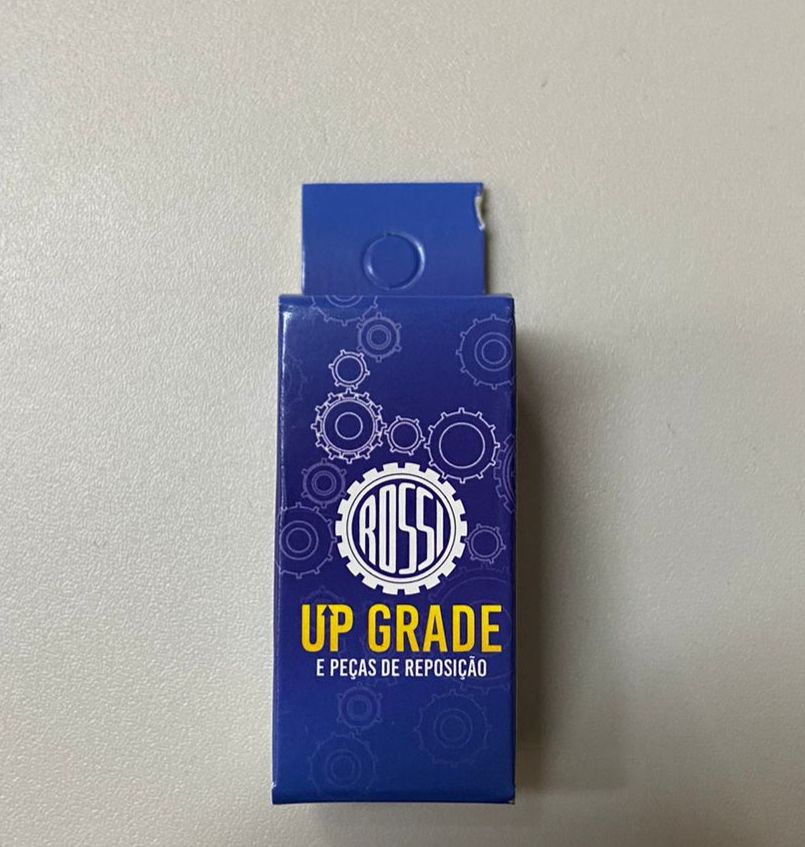 ROSSI
UP GRADE
E PEÇAS DE REPOSIÇÃO